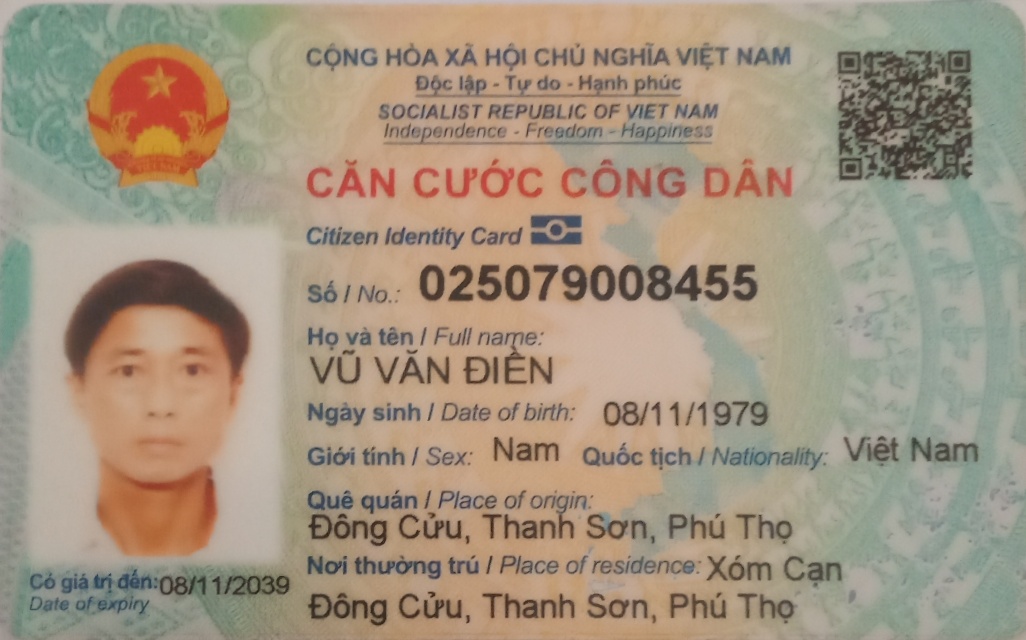 CỘNG HÒA XÃ HỘI CHỦ NGHĨA VIỆT NAM
Độc lập - Tự do - Hạnh phúc
SOCIALIST REPUBLIC OF VIET NAM
Independence - Freedom - Happiness
CĂN CƯỚC CÔNG DÂN
Citizen Identity Card
Số / No.: 025079008455
Họ và tên / Full name:
VŨ VĂN ĐIỀN
Ngày sinh / Date of birth: 08/11/1979
Giới tính / Sex: Nam Quốc tịch / Nationality: Việt Nam
Quê quán / Place of origin:
Đông Cửu, Thanh Sơn, Phú Thọ
Nơi thường trú / Place of residence: Xóm Cạn
Đông Cửu, Thanh Sơn, Phú Thọ
Có giá trị đến: 08/11/2039
Date of expiry